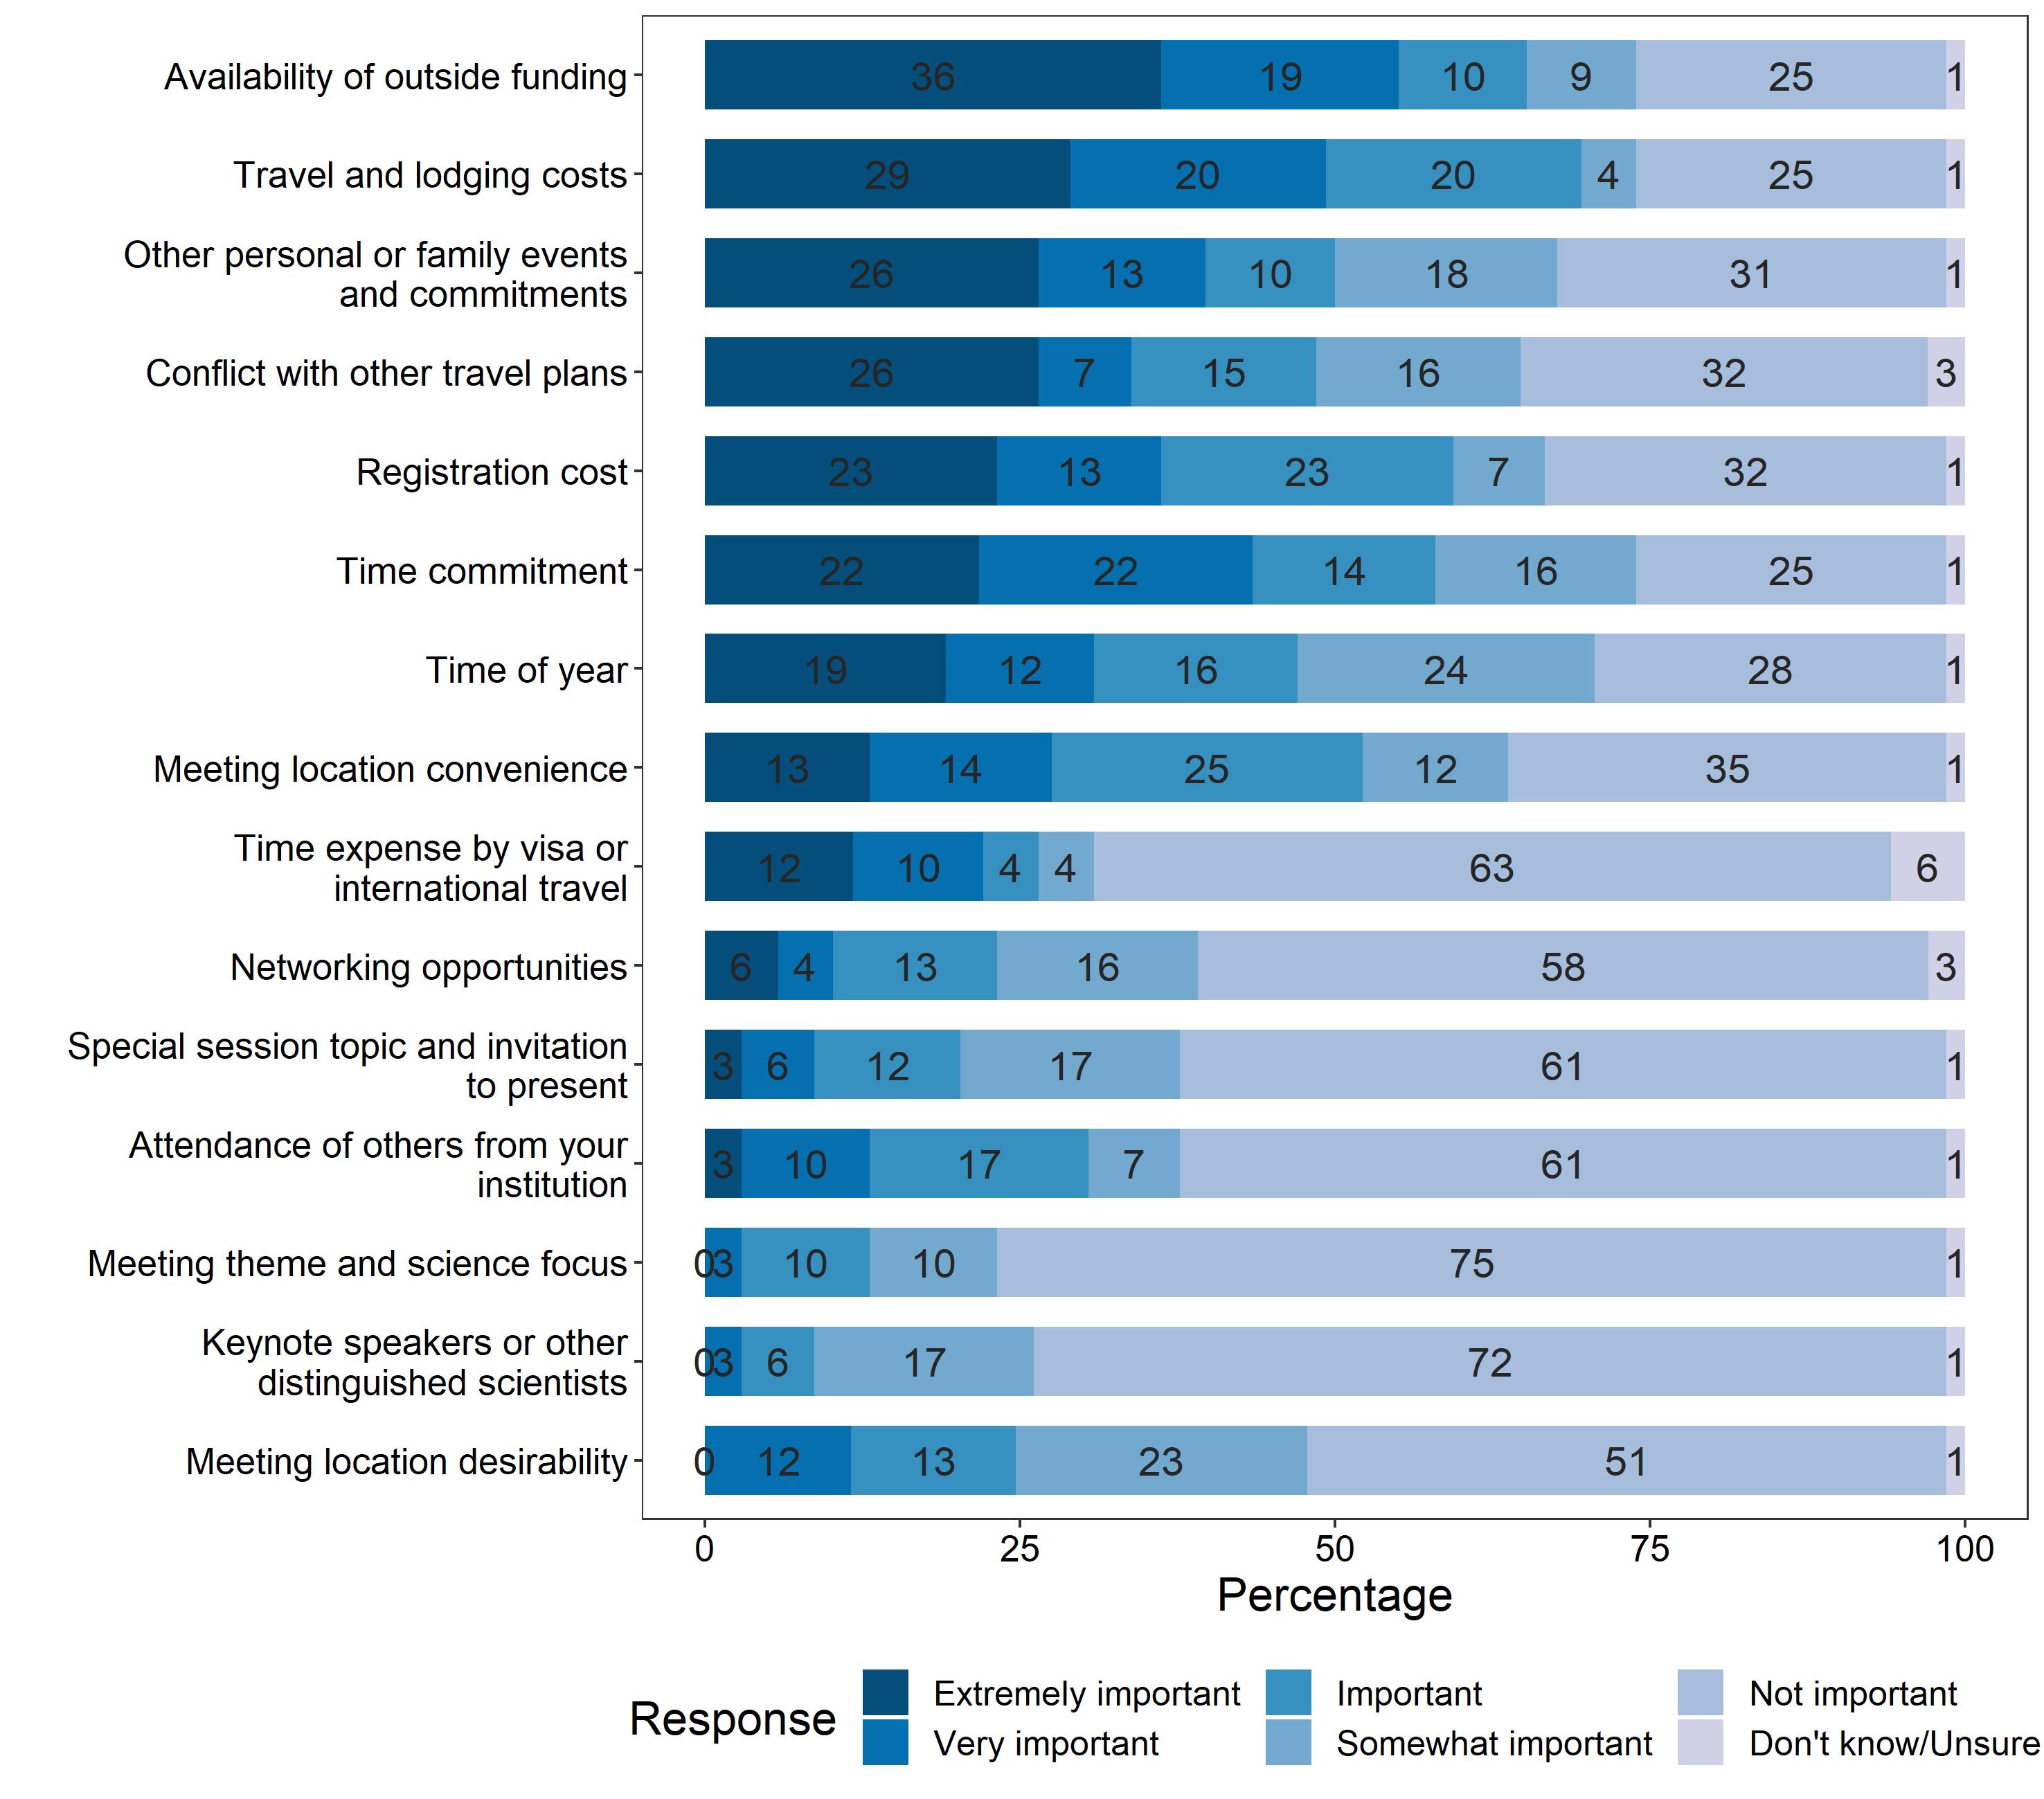 Availability of outside funding
36 19 10 9 25 1
Travel and lodging costs
29 20 20 4 25 1
Other personal or family events
and commitments
26 13 10 18 31 1
Conflict with other travel plans
26 7 15 16 32 3
Registration cost
23 13 23 7 32 1
Time commitment
22 22 14 16 25 1
Time of year
19 12 16 24 28 1
Meeting location convenience
13 14 25 12 35 1
Time expense by visa or
international travel
12 10 4 4 63 6
Networking opportunities
6 4 13 16 58 3
Special session topic and invitation
to present
3 6 12 17 61 1
Attendance of others from your
institution
3 10 17 7 61 1
Meeting theme and science focus
0 3 10 10 75 1
Keynote speakers or other
distinguished scientists
0 3 6 17 72 1
Meeting location desirability
0 12 13 23 51 1
0 25 50 75 100
Percentage
Response
Extremely important
Very important
Important
Somewhat important
Not important
Don't know/Unsure